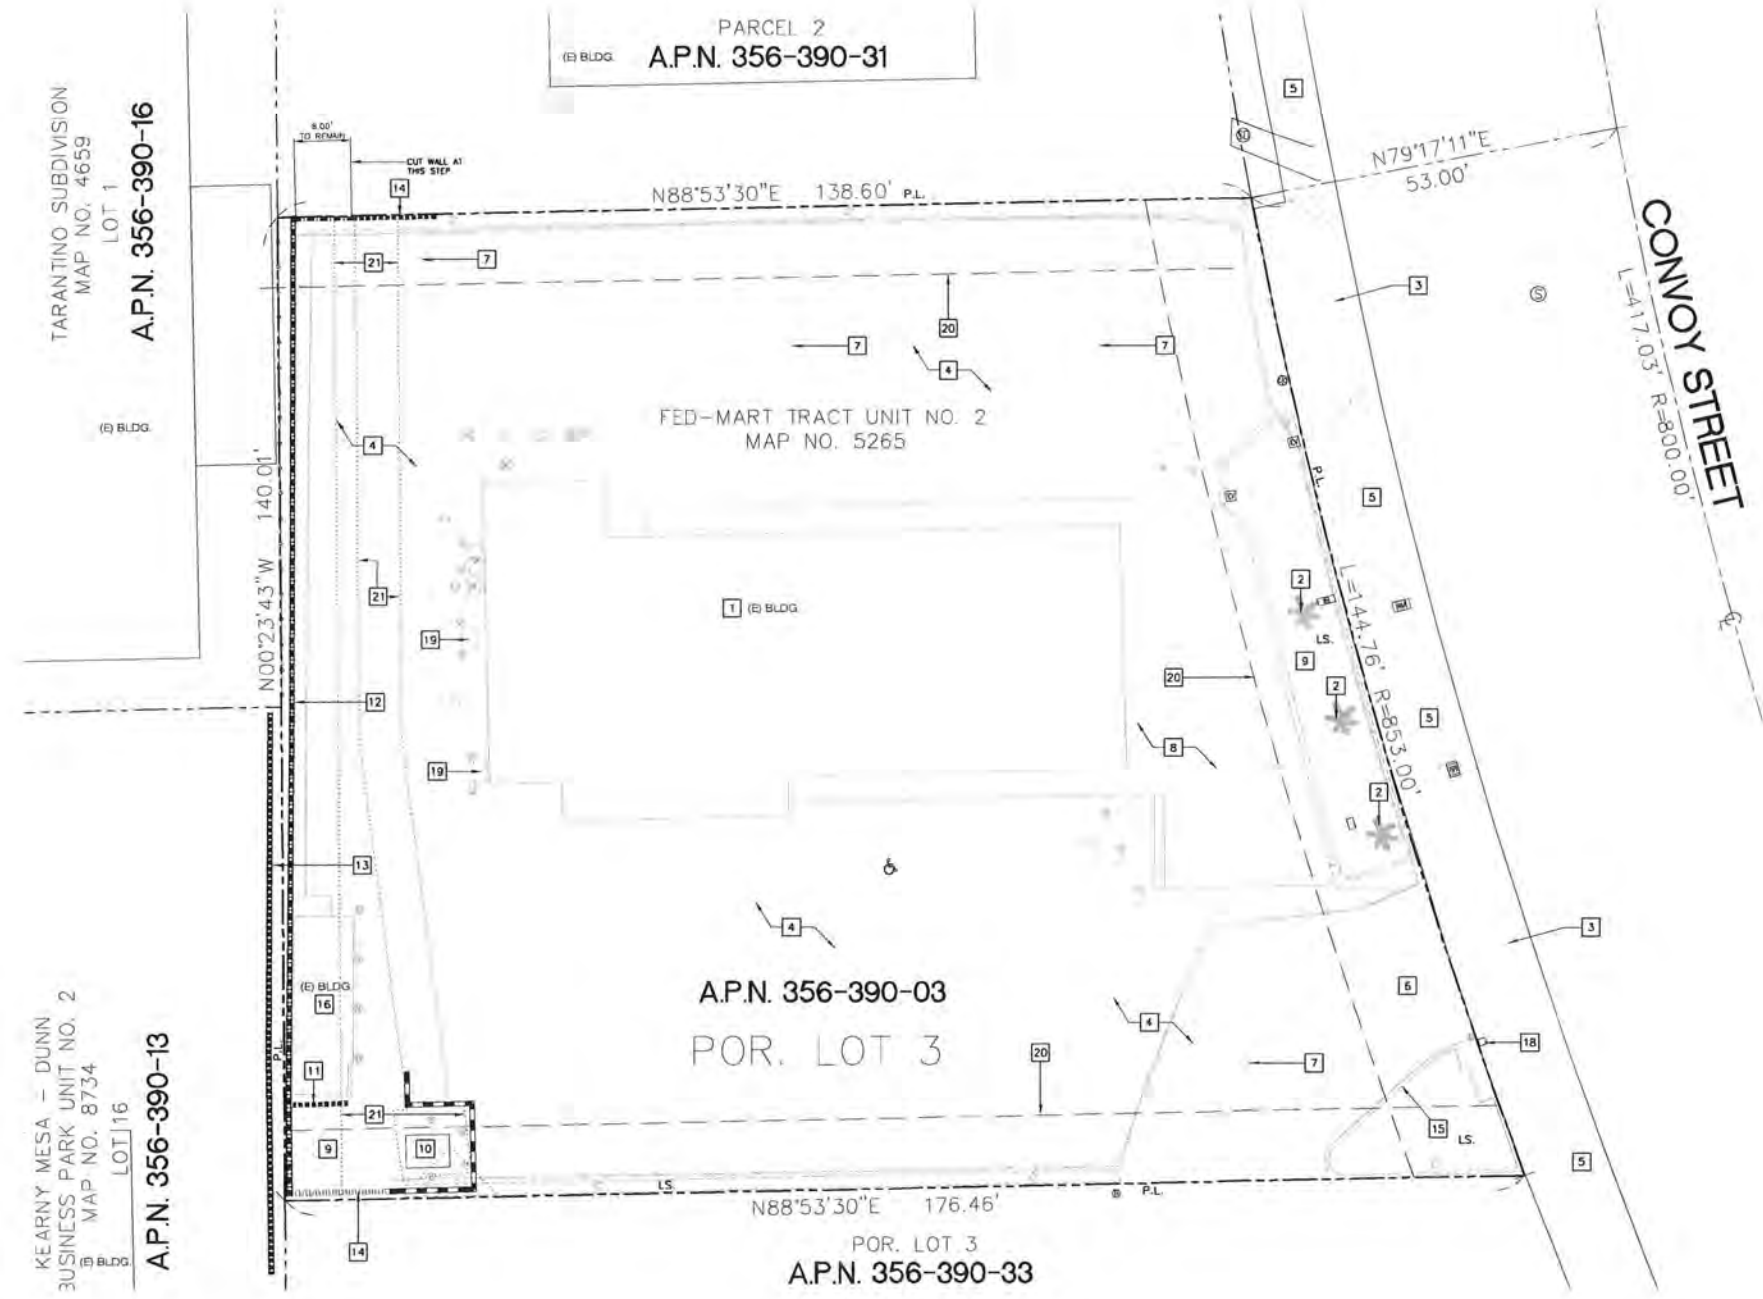 PARCEL 2
(E) BLDG.
A.P.N. 356-390-31
TARANTINO SUBDIVISION
MAP NO. 4659
LOT 1
A.P.N. 356-390-16
(E) BLDG.
TO REMAIN
CUT WALL AT
THIS STEP
14
N88°53'30"E 138.60' P.L.
5
N79°17'11"E
53.00'
CONVOY STREET
L=417.03' R=800.00'
S
21
7
3
20
7
4
7
4
FED-MART TRACT UNIT NO. 2
MAP NO. 5265
P.L.
5
N00°23'43"W 140.01'
21
1
(E) BLDG.
2
L=144.76' R=853.00'
LS.
19
9
20
2
12
5
8
19
2
13
4
3
A.P.N. 356-390-03
POR. LOT 3
6
4
(E) BLDG.
16
P.L.
20
7
18
11
21
9
10
15
LS.
5
LS.
P.L.
N88°53'30"E 176.46'
14
POR. LOT 3
A.P.N. 356-390-33
KEARNY MESA - DUNN
BUSINESS PARK UNIT NO. 2
MAP NO. 8734
(E) BLDG.
LOT 16
A.P.N. 356-390-13